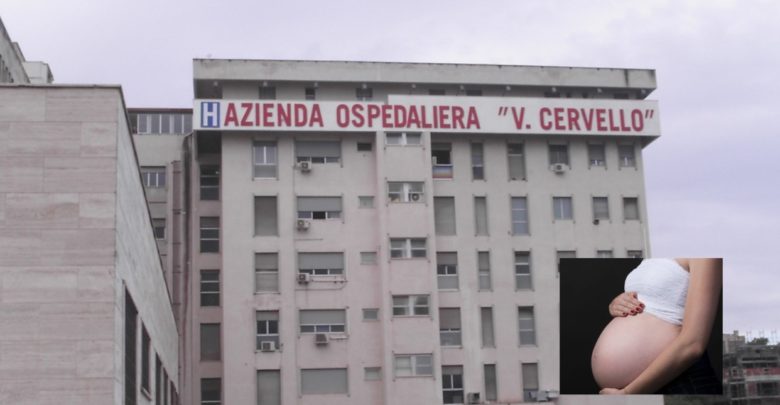 H AZIENDA OSPEDALIERA "V. CERVELLO"